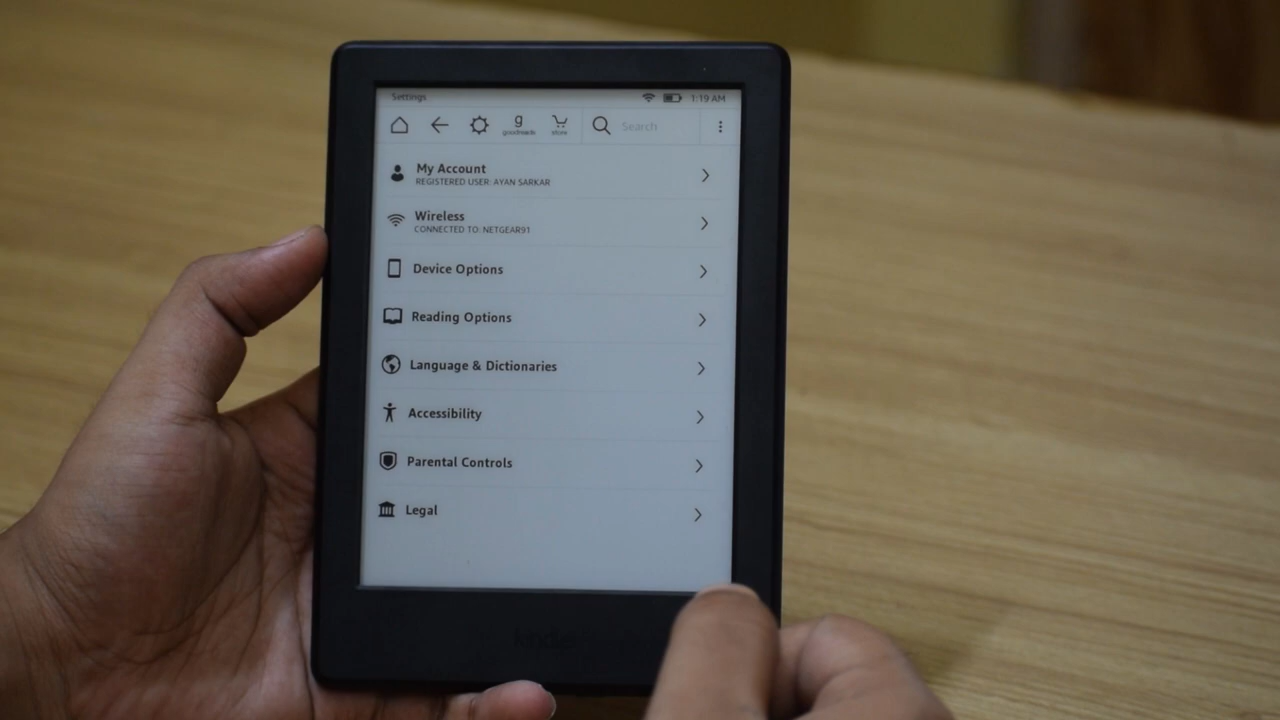 Settings 1:19 AM
goodreads store Search
My Account
REGISTERED USER: AYAN SARKAR
Wireless
CONNECTED TO: NETGEAR91
Device Options
Reading Options
Language & Dictionaries
Accessibility
Parental Controls
Legal
kindle